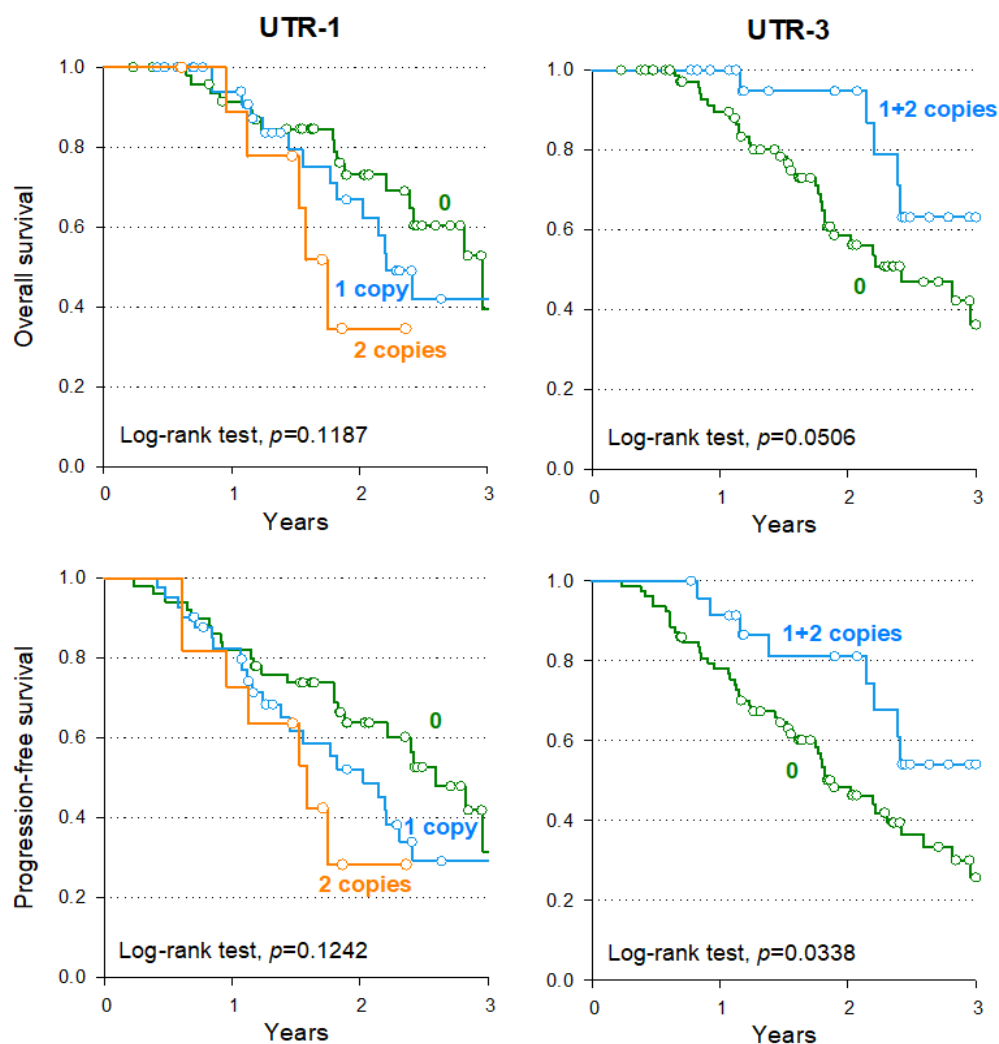 UTR-1
UTR-3
Overall survival
1.0
0.8
0.6
0.4
0.2
0.0
0
1 copy
2 copies
Log-rank test, p=0.1187
0
1
2
3
Years
1.0
0.8
0.6
0.4
0.2
0.0
1+2 copies
0
Log-rank test, p=0.0506
0
1
2
3
Years
Progression-free survival
1.0
0.8
0.6
0.4
0.2
0.0
0
1 copy
2 copies
Log-rank test, p=0.1242
0
1
2
3
Years
1.0
0.8
0.6
0.4
0.2
0.0
1+2 copies
0
Log-rank test, p=0.0338
0
1
2
3
Years